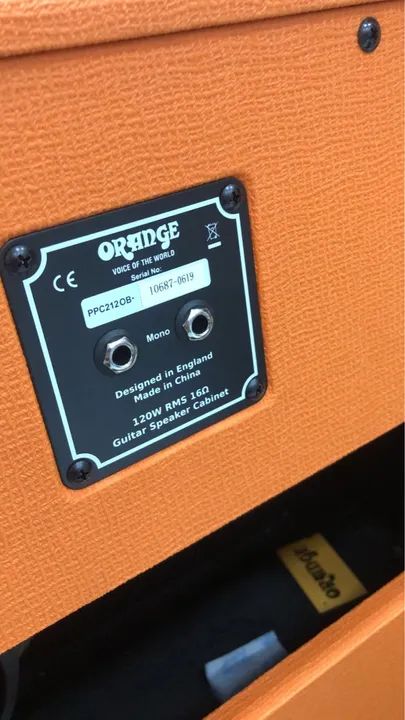 ORANGE
VOICE OF THE WORLD
Serial No:
PPC212OB- 10687-0619
Mono
Designed in England
Made in China
120W RMS 16Ω
Guitar Speaker Cabinet
orange
CE